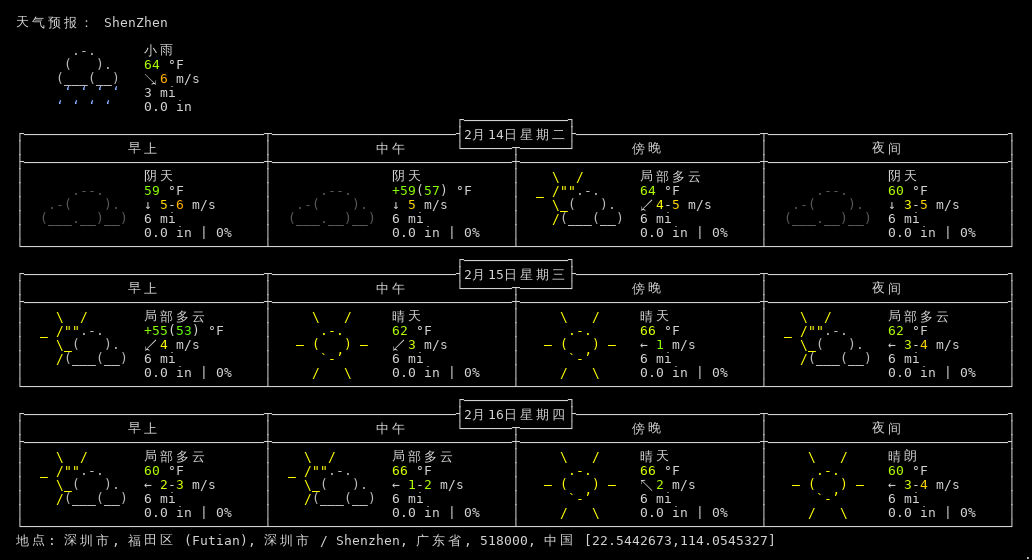 天气预报： ShenZhen
小雨
64 °F
↘6 m/s
3 mi
0.0 in
2月14日星期二
早上 中午 傍晚 夜间
阴天 阴天 局部多云 阴天
59 °F +59(57) °F 64 °F 60 °F
↓ 5-6 m/s ↓ 5 m/s ↙4-5 m/s ↓ 3-5 m/s
6 mi 6 mi 6 mi 6 mi
0.0 in | 0% 0.0 in | 0% 0.0 in | 0% 0.0 in | 0%
2月15日星期三
早上 中午 傍晚 夜间
局部多云 晴天 晴天 局部多云
+55(53) °F 62 °F 66 °F 62 °F
↙4 m/s ↙3 m/s ← 1 m/s ← 3-4 m/s
6 mi 6 mi 6 mi 6 mi
0.0 in | 0% 0.0 in | 0% 0.0 in | 0% 0.0 in | 0%
2月16日星期四
早上 中午 傍晚 夜间
局部多云 局部多云 晴天 晴朗
60 °F 66 °F 66 °F 60 °F
← 2-3 m/s ← 1-2 m/s ↖2 m/s ← 3-4 m/s
6 mi 6 mi 6 mi 6 mi
0.0 in | 0% 0.0 in | 0% 0.0 in | 0% 0.0 in | 0%
地点: 深圳市, 福田区 (Futian), 深圳市 / Shenzhen, 广东省, 518000, 中国 [22.5442673,114.0545327]